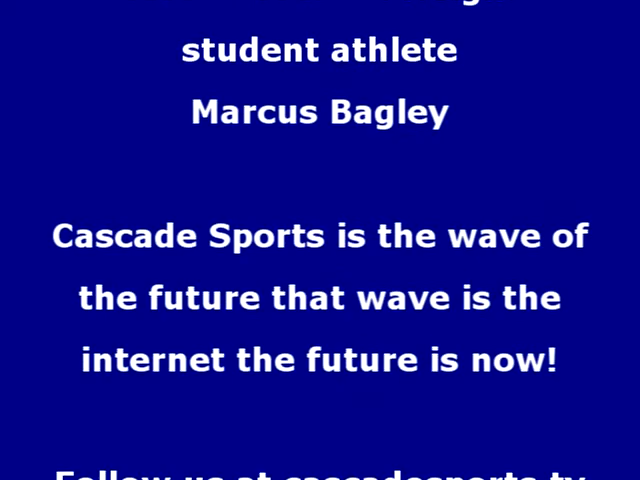 student athlete
Marcus Bagley
Cascade Sports is the wave of
the future that wave is the
internet the future is now!
Follow us at cascadesports.tv